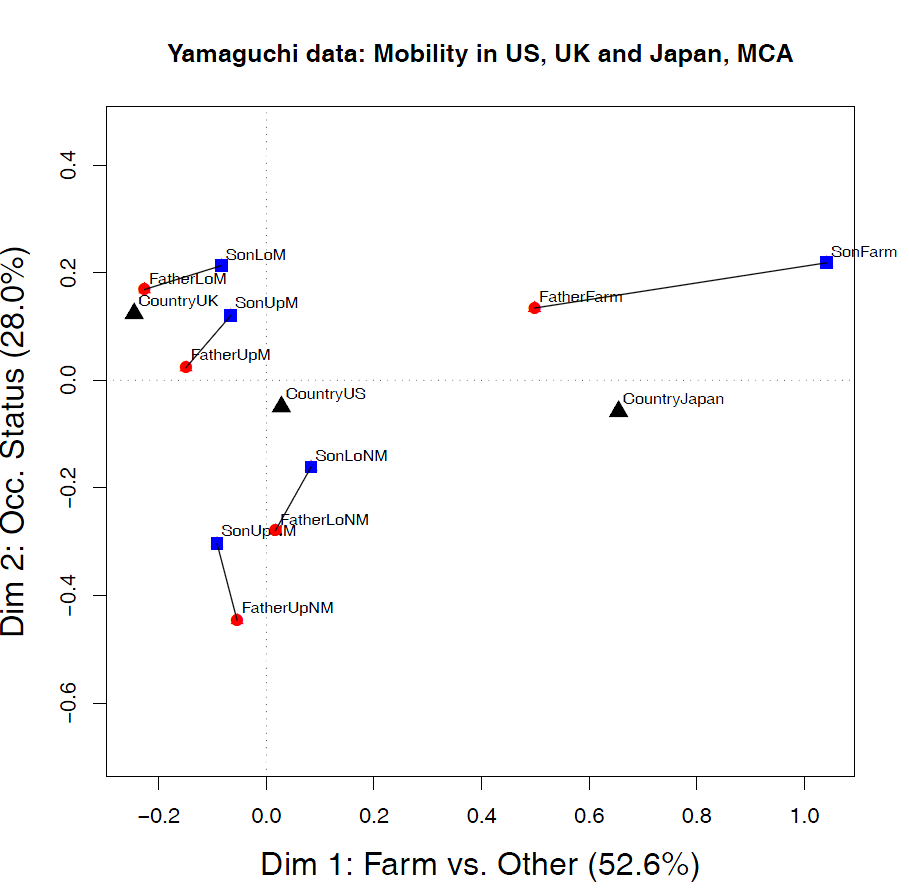 Yamaguchi data: Mobility in US, UK and Japan, MCA
Dim 2: Occ. Status (28.0%)
0.4
0.2
0.0
−0.2
−0.4
−0.6
SonFarm
SonLoM
FatherLoM
FatherFarm
CountryUK
SonUpM
FatherUpM
CountryUS
CountryJapan
SonLoNM
FatherLoNM
SonUpNM
FatherUpNM
−0.2
0.0
0.2
0.4
0.6
0.8
1.0
Dim 1: Farm vs. Other (52.6%)